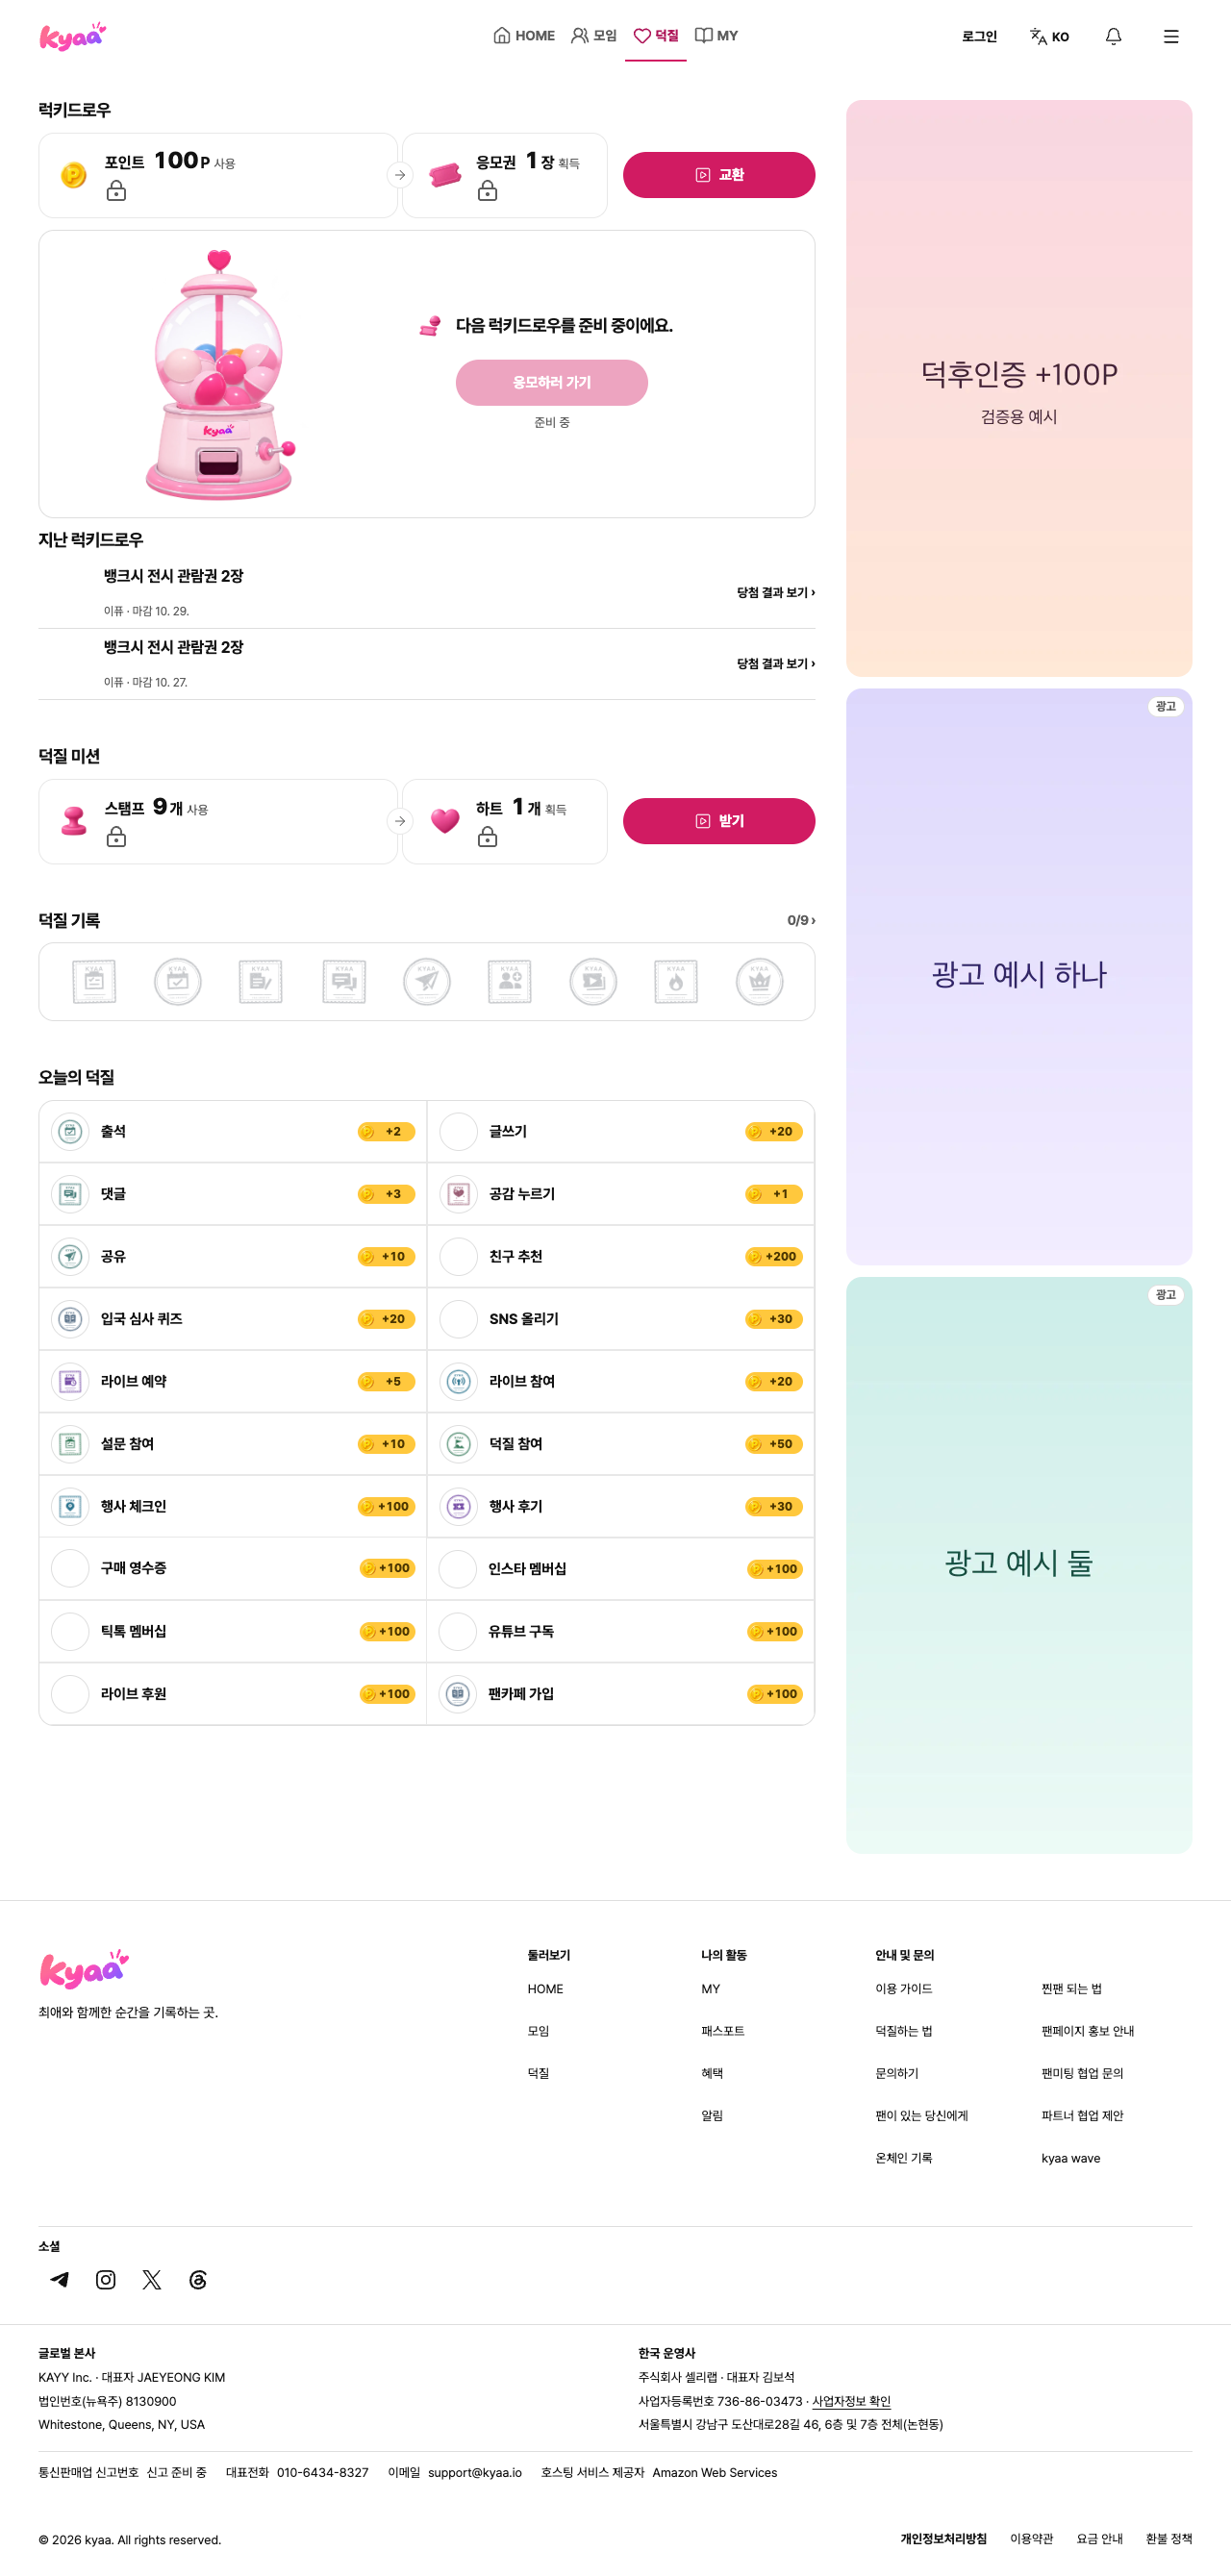 kyaa
HOME 모임 덕질 MY
로그인 KO
럭키드로우
포인트 100P 사용
응모권 1장 획득
교환
kyaa
다음 럭키드로우를 준비 중이에요.
응모하러 가기
준비 중
지난 럭키드로우
뱅크시 전시 관람권 2장
이퓨 · 마감 10. 29.
당첨 결과 보기 ›
뱅크시 전시 관람권 2장
이퓨 · 마감 10. 27.
당첨 결과 보기 ›
덕질 미션
스탬프 9개 사용
하트 1개 획득
받기
덕질 기록
0/9 ›
오늘의 덕질
출석 +2
글쓰기 +20
댓글 +3
공감 누르기 +1
공유 +10
친구 추천 +200
입국 심사 퀴즈 +20
SNS 올리기 +30
라이브 예약 +5
라이브 참여 +20
설문 참여 +10
덕질 참여 +50
행사 체크인 +100
행사 후기 +30
구매 영수증 +100
인스타 멤버십 +100
틱톡 멤버십 +100
유튜브 구독 +100
라이브 후원 +100
팬카페 가입 +100
덕후인증 +100P
검증용 예시
광고
광고 예시 하나
광고
광고 예시 둘
kyaa
최애와 함께한 순간을 기록하는 곳.
둘러보기
HOME
모임
덕질
나의 활동
MY
패스포트
혜택
알림
안내 및 문의
이용 가이드
덕질하는 법
문의하기
팬이 있는 당신에게
온체인 기록
찐팬 되는 법
팬페이지 홍보 안내
팬미팅 협업 문의
파트너 협업 제안
kyaa wave
소셜
글로벌 본사
KAYY Inc. · 대표자 JAEYEONG KIM
법인번호(뉴욕주) 8130900
Whitestone, Queens, NY, USA
한국 운영사
주식회사 셀리랩 · 대표자 김보석
사업자등록번호 736-86-03473 · 사업자정보 확인
서울특별시 강남구 도산대로28길 46, 6층 및 7층 전체(논현동)
통신판매업 신고번호 신고 준비 중 대표전화 010-6434-8327 이메일 support@kyaa.io 호스팅 서비스 제공자 Amazon Web Services
© 2026 kyaa. All rights reserved.
개인정보처리방침 이용약관 요금 안내 환불 정책